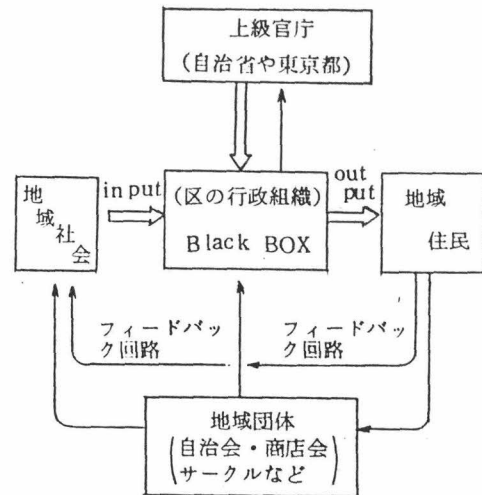 上級官庁
(自治省や東京都)
地域社会
input
(区の行政組織)
Black BOX
out
put
地域
住民
フィードバッ
ク回路
フィードバッ
ク回路
地域団体
(自治会・商店会
サークルなど)